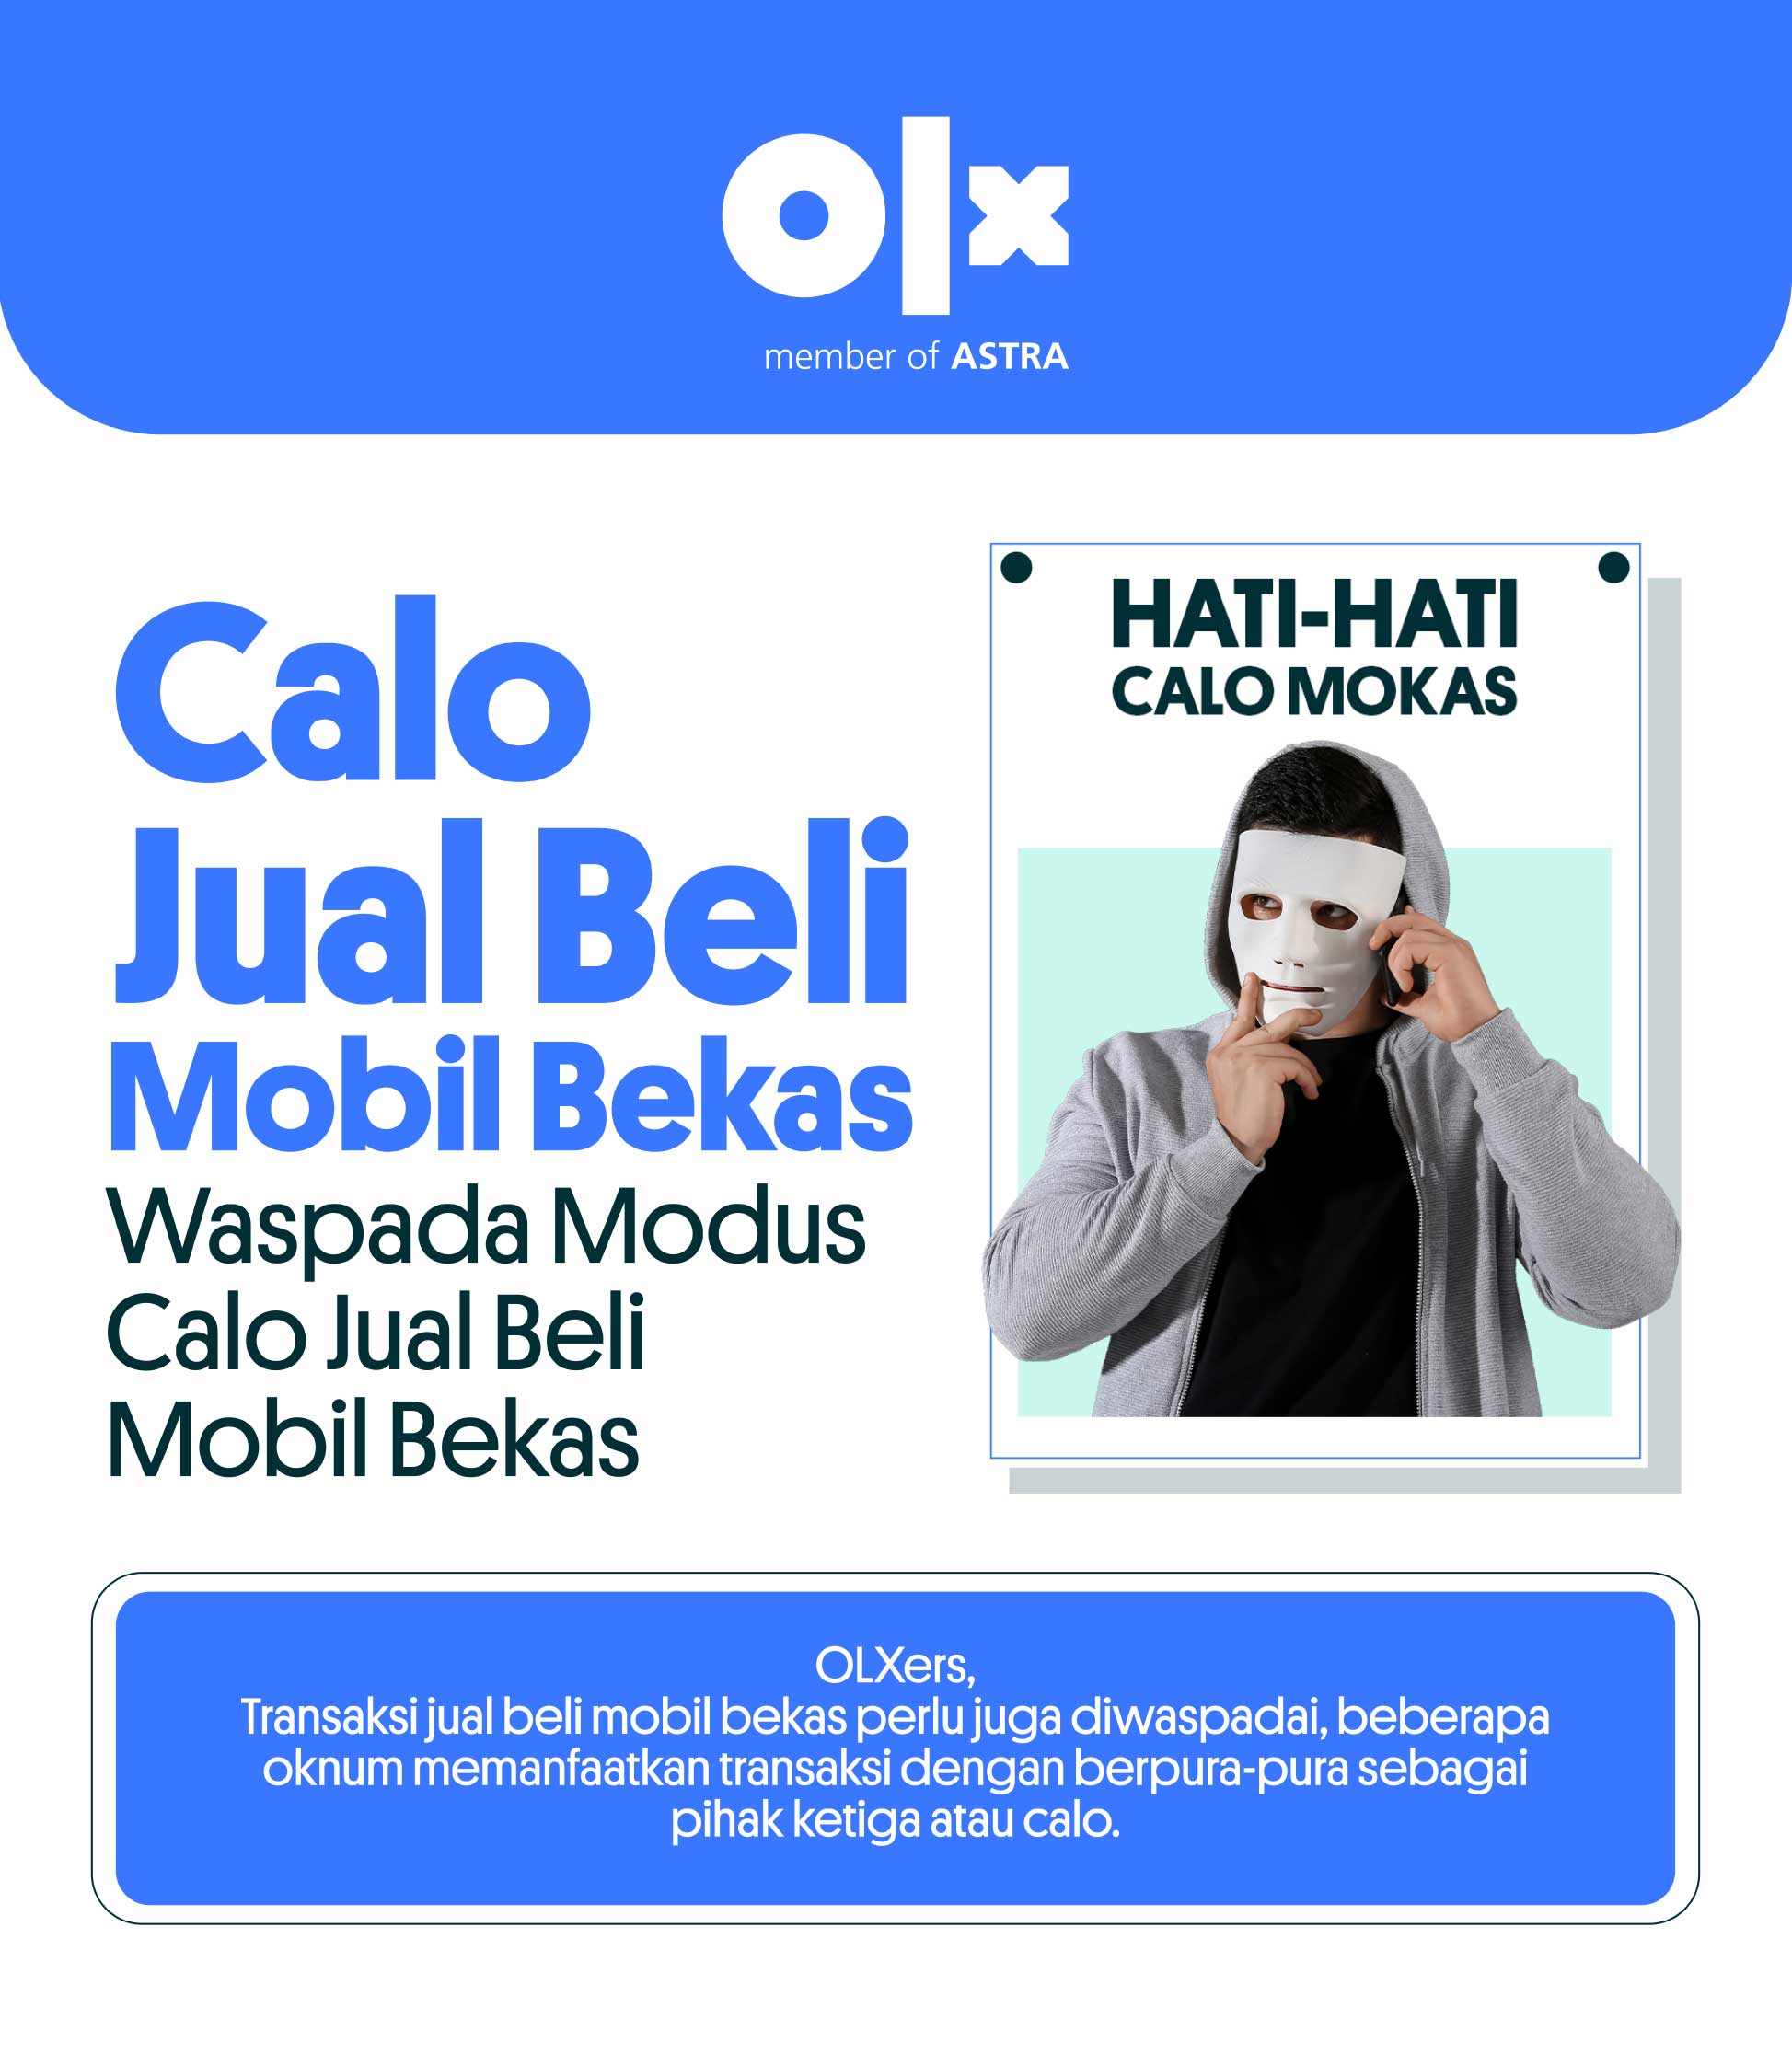 olx
member of ASTRA
Calo
Jual Beli
Mobil Bekas
Waspada Modus
Calo Jual Beli
Mobil Bekas
HATI-HATI
CALO MOKAS
OLXers,
Transaksi jual beli mobil bekas perlu juga diwaspadai, beberapa
oknum memanfaatkan transaksi dengan berpura-pura sebagai
pihak ketiga atau calo.